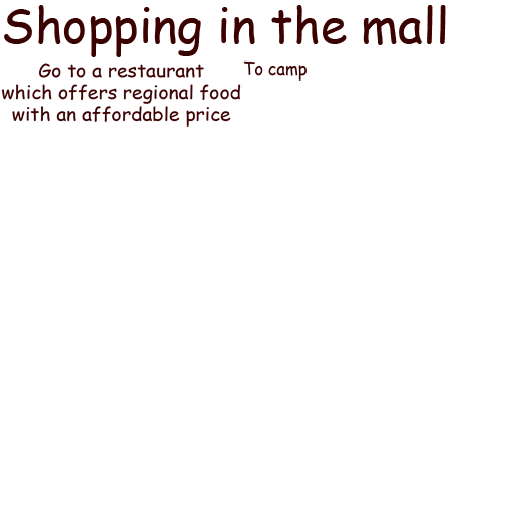 Shopping in the mall
Go to a restaurant
which offers regional food
with an affordable price
To camp